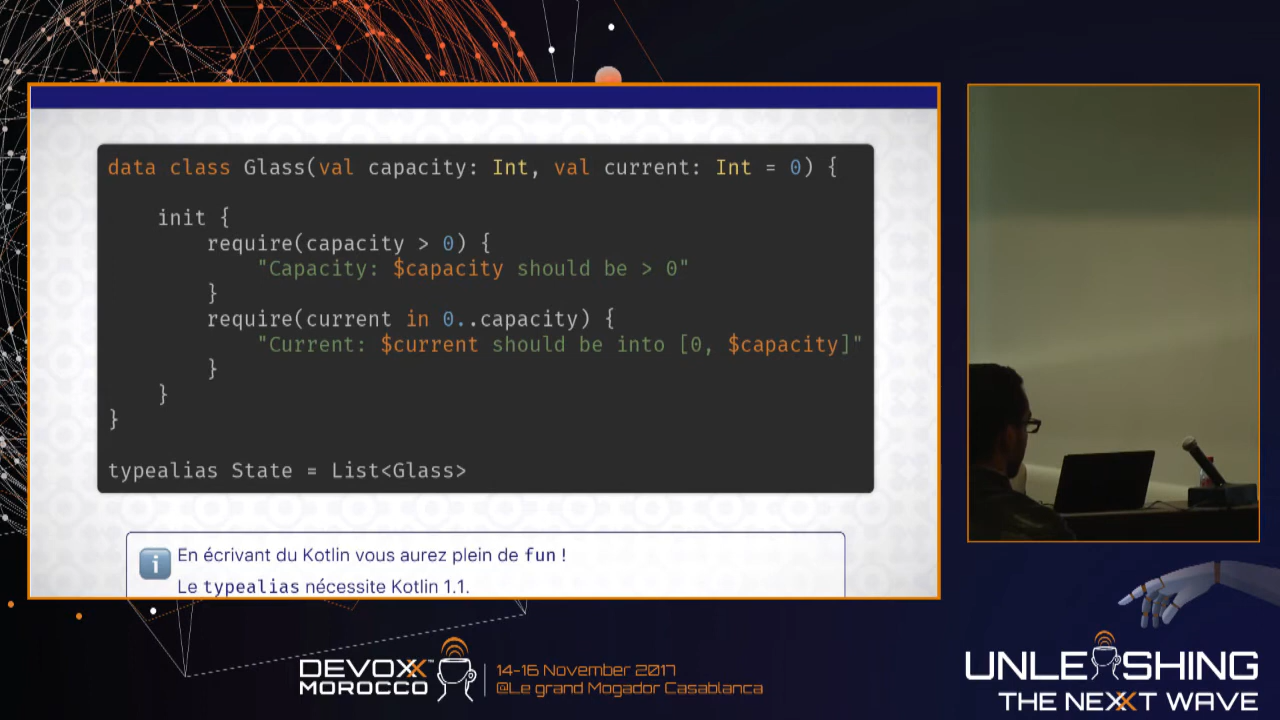 data class Glass(val capacity: Int, val current: Int = 0) {
init {
require(capacity > 0) {
"Capacity: $capacity should be > 0"
}
require(current in 0..capacity) {
"Current: $current should be into [0, $capacity]"
}
}
}
typealias State = List<Glass>
En écrivant du Kotlin vous aurez plein de fun !
Le typealias nécessite Kotlin 1.1.
DEVOXX™
MOROCCO
14-16 November 2017
@Le grand Mogador Casablanca
UNLEASHING
THE NEXXT WAVE